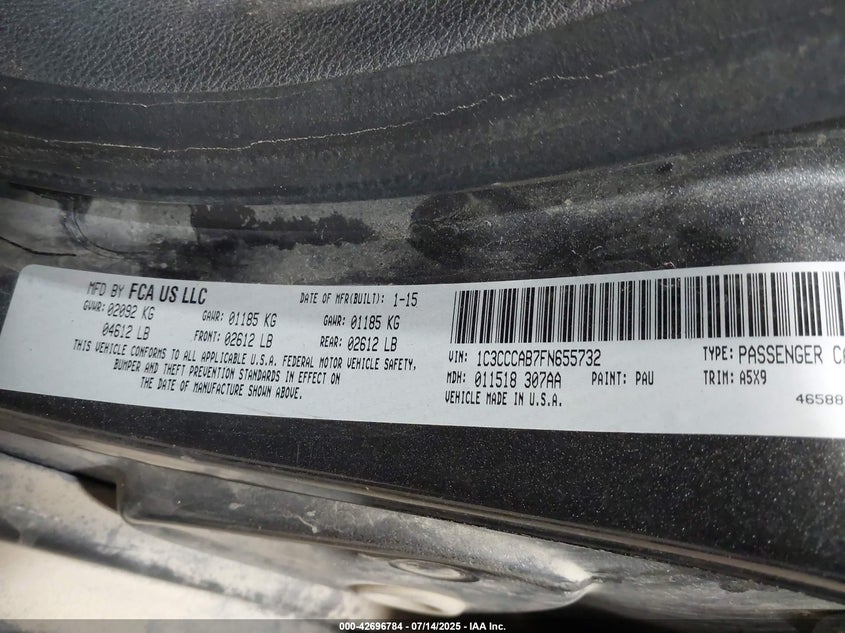 MFD BY FCA US LLC
DATE OF MFR(BUILT): 1-15
GVWR: 02092 KG
GAWR: 01185 KG
GAWR: 01185 KG
04612 LB
FRONT: 02612 LB
REAR: 02612 LB
THIS VEHICLE CONFORMS TO ALL APPLICABLE U.S.A. FEDERAL MOTOR VEHICLE SAFETY,
BUMPER AND THEFT PREVENTION STANDARDS IN EFFECT ON
THE DATE OF MANUFACTURE SHOWN ABOVE.
VIN: 1C3CCCAB7FN655732
TYPE: PASSENGER CA
MDH: 011518 307AA
PAINT: PAU
TRIM: A5X9
VEHICLE MADE IN U.S.A.
46588
000-42696784 - 07/14/2025 - IAA Inc.